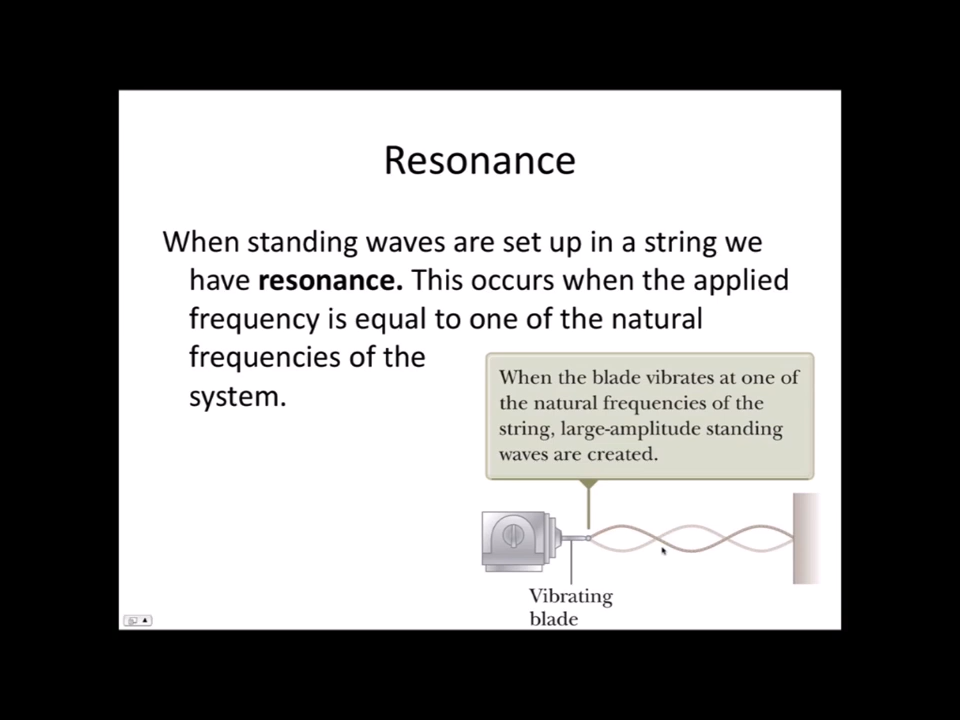 Resonance
When standing waves are set up in a string we
have resonance. This occurs when the applied
frequency is equal to one of the natural
frequencies of the
system.
When the blade vibrates at one of
the natural frequencies of the
string, large-amplitude standing
waves are created.
Vibrating
blade